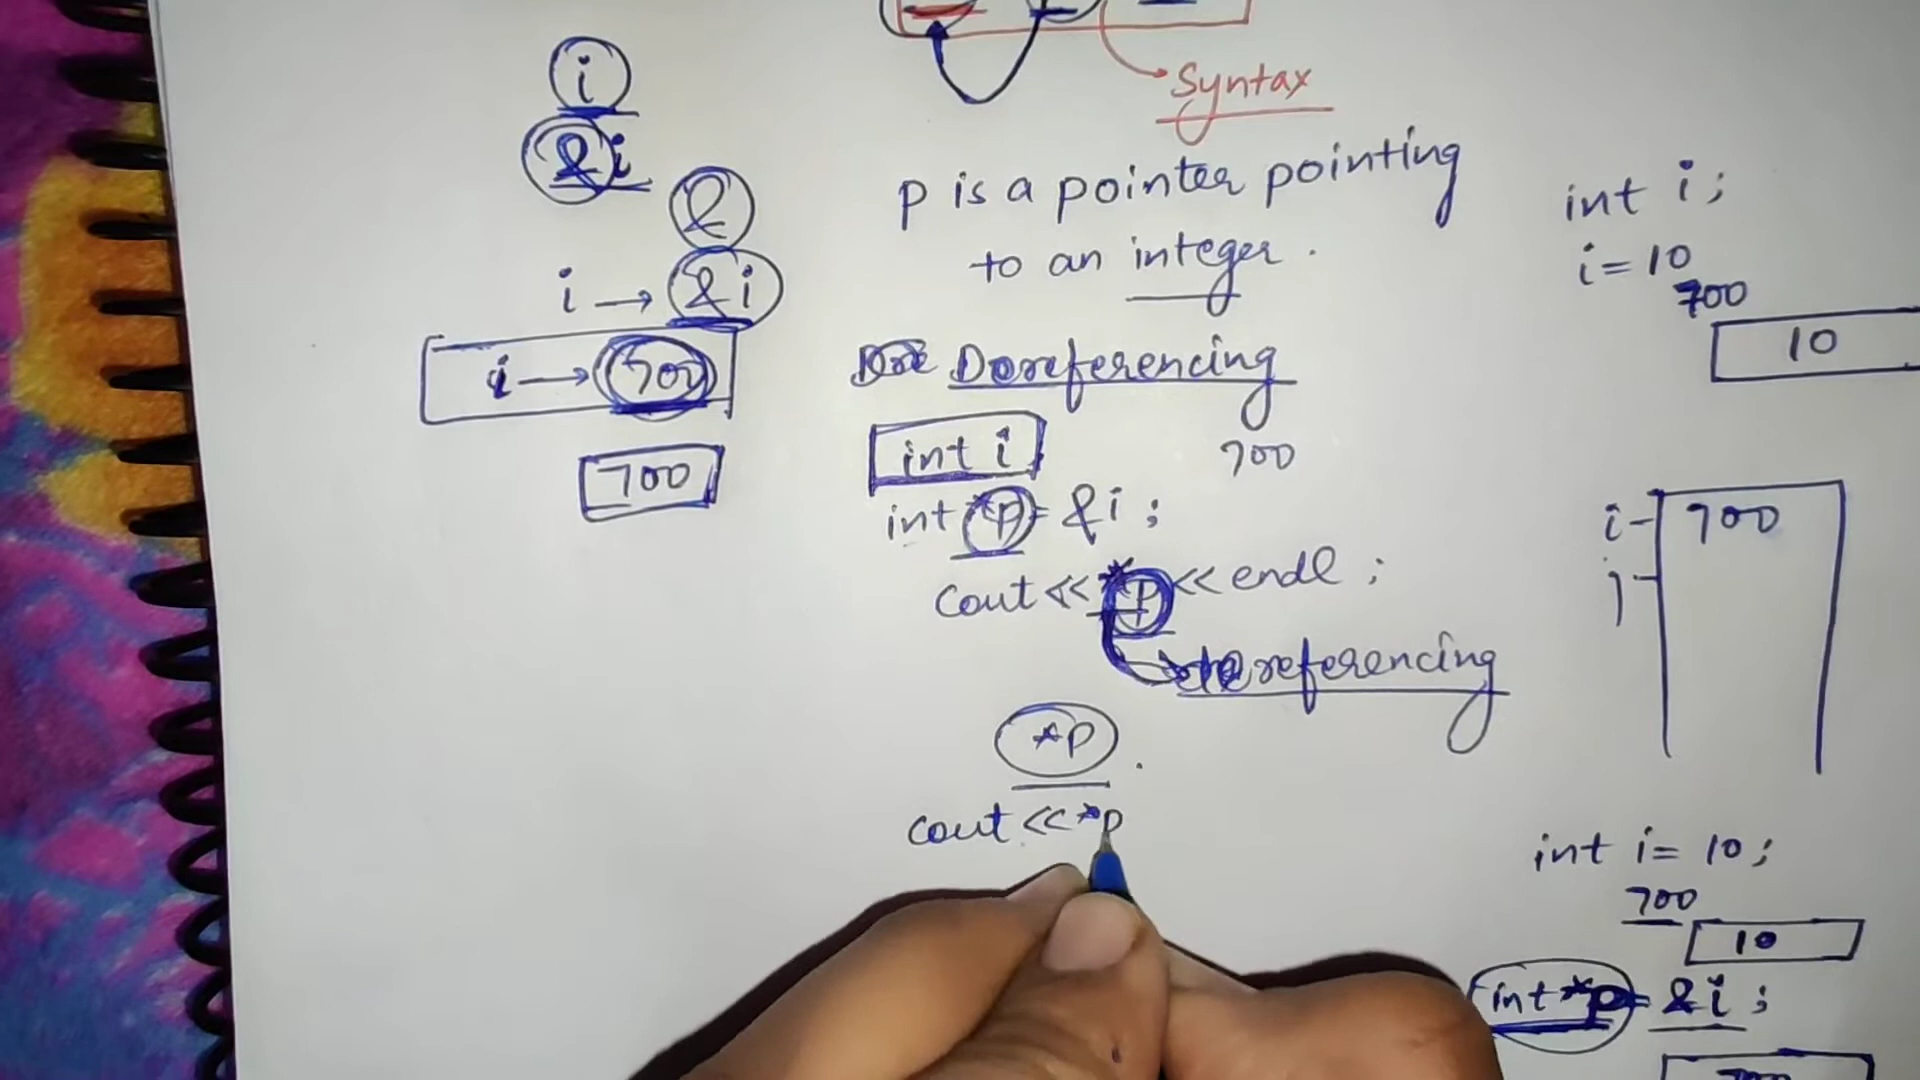 i
&i
&
i → &i
i → 700
700
Syntax
p is a pointer pointing
to an integer.
Dereferencing
int i
700
int *p = &i ;
Cout << *p << endl ;
dereferencing
*p
cout << *p
int i ;
i = 10
700
10
i- 700
j-
int i= 10 ;
700
10
int *p = &i ;